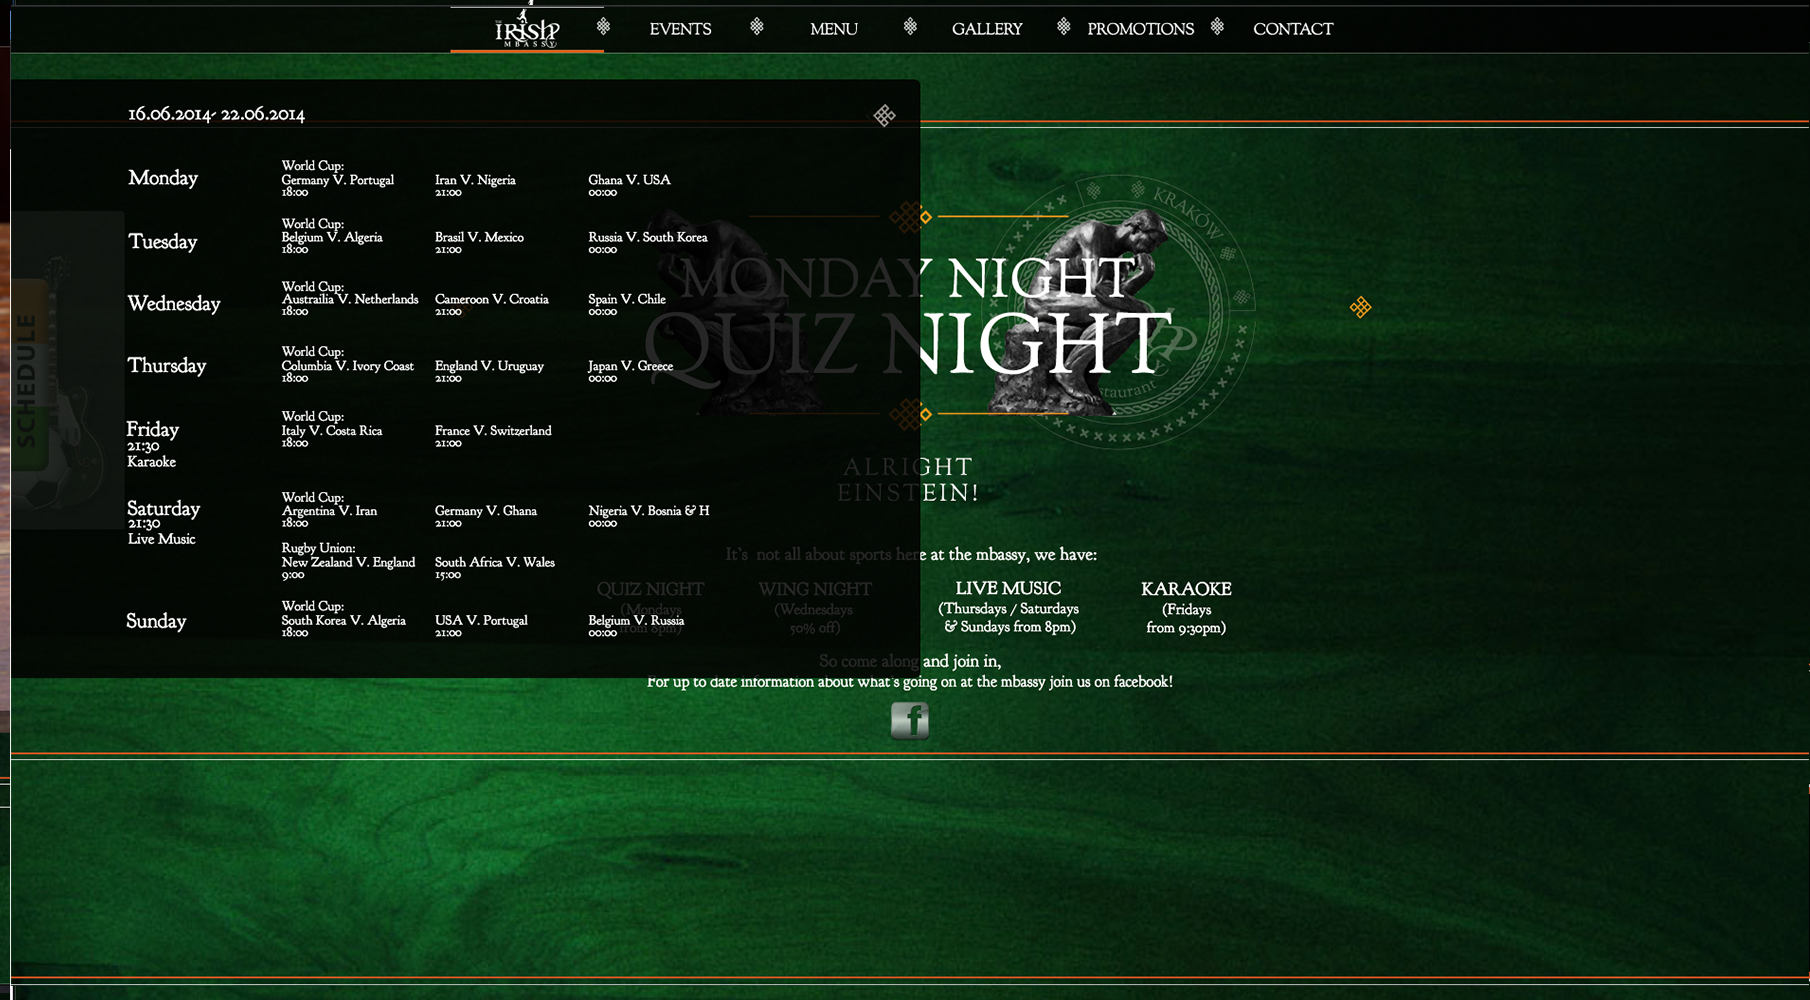 THE
IRISH
MBASSY
EVENTS
MENU
GALLERY
PROMOTIONS
CONTACT
16.06.2014- 22.06.2014
Monday
World Cup:
Germany V. Portugal
18:00
Iran V. Nigeria
21:00
Ghana V. USA
00:00
Tuesday
World Cup:
Belgium V. Algeria
18:00
Brasil V. Mexico
21:00
Russia V. South Korea
00:00
Wednesday
World Cup:
Austrailia V. Netherlands
18:00
Cameroon V. Croatia
21:00
Spain V. Chile
00:00
Thursday
World Cup:
Columbia V. Ivory Coast
18:00
England V. Uruguay
21:00
Japan V. Greece
00:00
Friday
21:30
Karaoke
World Cup:
Italy V. Costa Rica
18:00
France V. Switzerland
21:00
Saturday
21:30
Live Music
World Cup:
Argentina V. Iran
18:00
Germany V. Ghana
21:00
Nigeria V. Bosnia & H
00:00
Rugby Union:
New Zealand V. England
9:00
South Africa V. Wales
15:00
Sunday
World Cup:
South Korea V. Algeria
18:00
USA V. Portugal
21:00
Belgium V. Russia
00:00
SCHEDULE
KRAKÓW
MONDAY NIGHT
QUIZ NIGHT
ALRIGHT
EINSTEIN!
It's not all about sports here at the mbassy, we have:
QUIZ NIGHT
(Mondays
from 8pm)
WING NIGHT
(Wednesdays
50% off)
LIVE MUSIC
(Thursdays / Saturdays
& Sundays from 8pm)
KARAOKE
(Fridays
from 9:30pm)
So come along and join in,
For up to date information about what's going on at the mbassy join us on facebook!
f